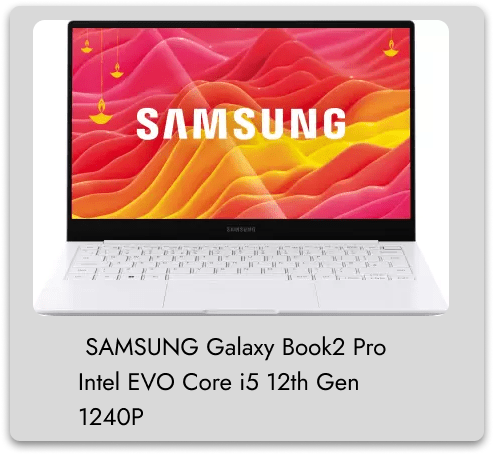 SAMSUNG
SAMSUNG
SAMSUNG Galaxy Book2 Pro
Intel EVO Core i5 12th Gen
1240P